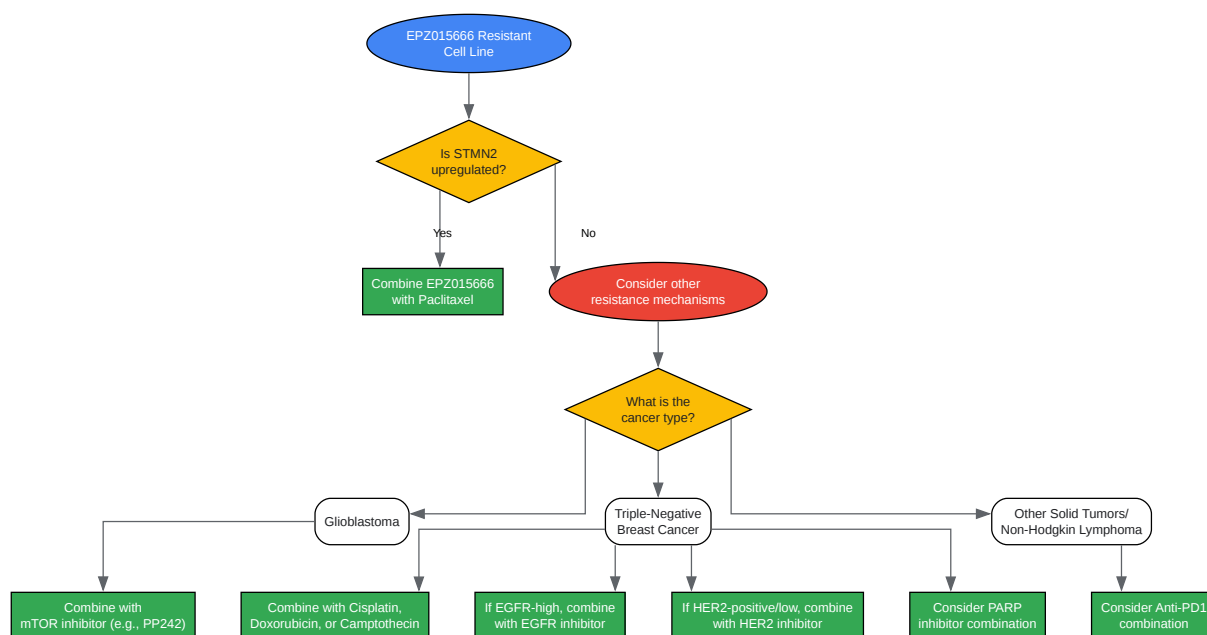 EPZ015666 Resistant
Cell Line
Is STMN2
upregulated?
Yes
No
Combine EPZ015666
with Paclitaxel
Consider other
resistance mechanisms
What is the
cancer type?
Glioblastoma
Triple-Negative
Breast Cancer
Other Solid Tumors/
Non-Hodgkin Lymphoma
Combine with
mTOR inhibitor (e.g., PP242)
Combine with Cisplatin,
Doxorubicin, or Camptothecin
If EGFR-high, combine
with EGFR inhibitor
If HER2-positive/low, combine
with HER2 inhibitor
Consider PARP
inhibitor combination
Consider Anti-PD1
combination